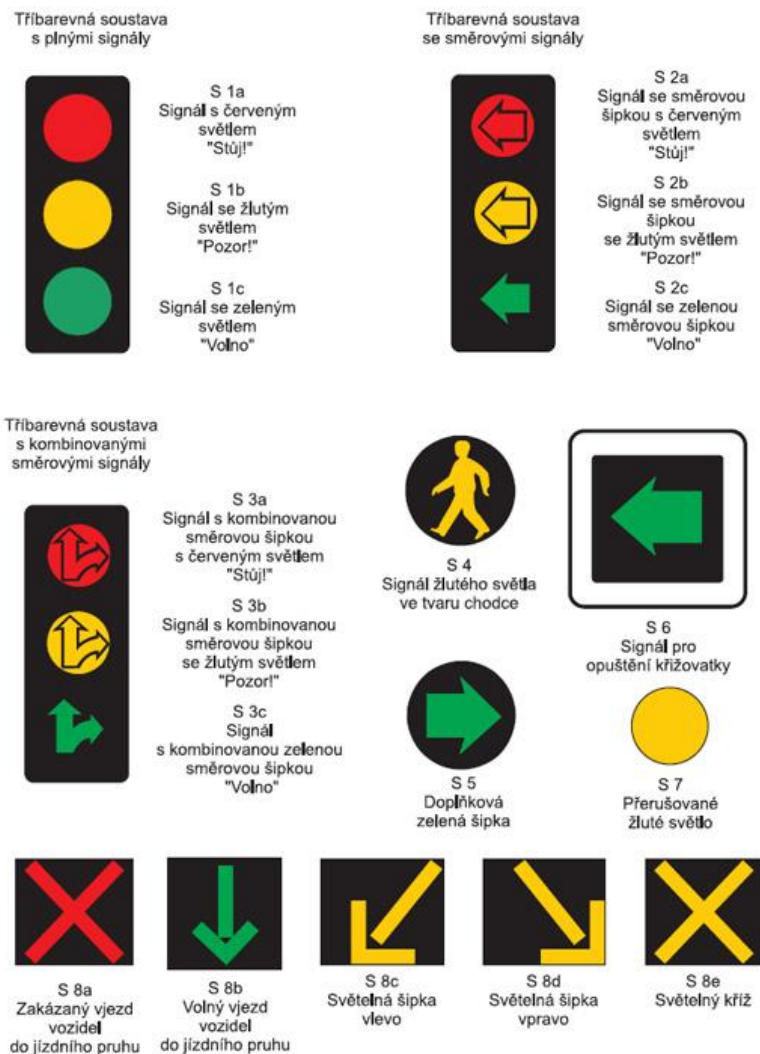 Tříbarevná soustava
s plnými signály
S 1a
Signál s červeným
světlem
"Stůj!"
S 1b
Signál se žlutým
světlem
"Pozor!"
S 1c
Signál se zeleným
světlem
"Volno"
Tříbarevná soustava
se směrovými signály
S 2a
Signál se směrovou
šipkou s červeným
světlem
"Stůj!"
S 2b
Signál se směrovou
šipkou
se žlutým světlem
"Pozor!"
S 2c
Signál se zelenou
směrovou šipkou
"Volno"
Tříbarevná soustava
s kombinovanými
směrovými signály
S 3a
Signál s kombinovanou
směrovou šipkou
s červeným světlem
"Stůj!"
S 3b
Signál s kombinovanou
směrovou šipkou
se žlutým světlem
"Pozor!"
S 3c
Signál
s kombinovanou zelenou
směrovou šipkou
"Volno"
S 4
Signál žlutého světla
ve tvaru chodce
S 6
Signál pro
opuštění křižovatky
S 5
Doplňková
zelená šipka
S 7
Přerušované
žluté světlo
S 8a
Zakázaný vjezd
vozidel
do jízdního pruhu
S 8b
Volný vjezd
vozidel
do jízdního pruhu
S 8c
Světelná šipka
vlevo
S 8d
Světelná šipka
vpravo
S 8e
Světelný kříž